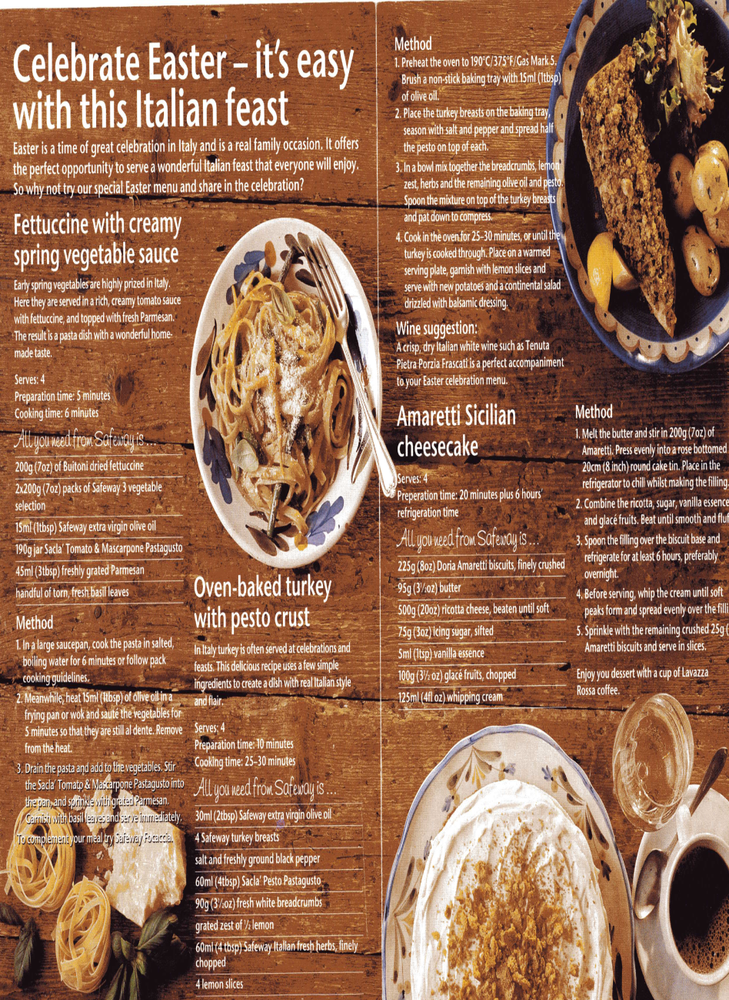 Celebrate Easter – it's easy
with this Italian feast
Easter is a time of great celebration in Italy and is a real family occasion. It offers
the perfect opportunity to serve a wonderful Italian feast that everyone will enjoy.
So why not try our special Easter menu and share in the celebration?
Fettuccine with creamy
spring vegetable sauce
Early spring vegetables are highly prized in Italy.
Here they are served in a rich, creamy tomato sauce
with fettuccine, and topped with fresh Parmesan.
The result is a pasta dish with a wonderful home-
made taste.
Serves: 4
Preparation time: 5 minutes
Cooking time: 6 minutes
All you need from Safeway is ...
200g (7oz) of Buitoni dried fettuccine
2x200g (7oz) packs of Safeway 3 vegetable
selection
15ml (1tbsp) Safeway extra virgin olive oil
190g jar Sacla' Tomato & Mascarpone Pastagusto
45ml (3tbsp) freshly grated Parmesan
handful of torn, fresh basil leaves
Method
1. In a large saucepan, cook the pasta in salted,
boiling water for 6 minutes or follow pack
cooking guidelines.
2. Meanwhile, heat 15ml (1tbsp) of olive oil in a
frying pan or wok and sauté the vegetables for
5 minutes so that they are still al dente. Remove
from the heat.
3. Drain the pasta and add to the vegetables. Stir
the Sacla' Tomato & Mascarpone Pastagusto into
the pan, and sprinkle with grated Parmesan.
Garnish with basil leaves and serve immediately.
To complement your meal try Safeway Focaccia.
Oven-baked turkey
with pesto crust
In Italy turkey is often served at celebrations and
feasts. This delicious recipe uses a few simple
ingredients to create a dish with real Italian style
and flair.
Serves: 4
Preparation time: 10 minutes
Cooking time: 25–30 minutes
All you need from Safeway is ...
30ml (2tbsp) Safeway extra virgin olive oil
4 Safeway turkey breasts
salt and freshly ground black pepper
60ml (4tbsp) Sacla' Pesto Pastagusto
90g (3½oz) fresh white breadcrumbs
grated zest of ½ lemon
60ml (4 tbsp) Safeway Italian fresh herbs, finely
chopped
4 lemon slices
Method
1. Preheat the oven to 190°C/375°F/Gas Mark 5.
Brush a non-stick baking tray with 15ml (1tbsp)
of olive oil.
2. Place the turkey breasts on the baking tray,
season with salt and pepper and spread half
the pesto on top of each.
3. In a bowl mix together the breadcrumbs, lemon
zest, herbs and the remaining olive oil and pesto.
Spoon the mixture on top of the turkey breasts
and pat down to compress.
4. Cook in the oven for 25–30 minutes, or until the
turkey is cooked through. Place on a warmed
serving plate, garnish with lemon slices and
serve with new potatoes and a continental salad
drizzled with balsamic dressing.
Wine suggestion:
A crisp, dry Italian white wine such as Tenuta
Pietra Porzia Frascati is a perfect accompaniment
to your Easter celebration menu.
Amaretti Sicilian
cheesecake
Serves: 4
Preperation time: 20 minutes plus 6 hours'
refrigeration time
All you need from Safeway is ...
225g (8oz) Doria Amaretti biscuits, finely crushed
95g (3½oz) butter
500g (20oz) ricotta cheese, beaten until soft
75g (3oz) icing sugar, sifted
5ml (1tsp) vanilla essence
100g (3½ oz) glacé fruits, chopped
125ml (4fl oz) whipping cream
Method
1. Melt the butter and stir in 200g (7oz) of
Amaretti. Press evenly into a rose bottomed
20cm (8 inch) round cake tin. Place in the
refrigerator to chill whilst making the filling.
2. Combine the ricotta, sugar, vanilla essence
and glacé fruits. Beat until smooth and fluf
3. Spoon the filling over the biscuit base and
refrigerate for at least 6 hours, preferably
overnight.
4. Before serving, whip the cream until soft
peaks form and spread evenly over the filli
5. Sprinkle with the remaining crushed 25g (
Amaretti biscuits and serve in slices.
Enjoy you dessert with a cup of Lavazza
Rossa coffee.